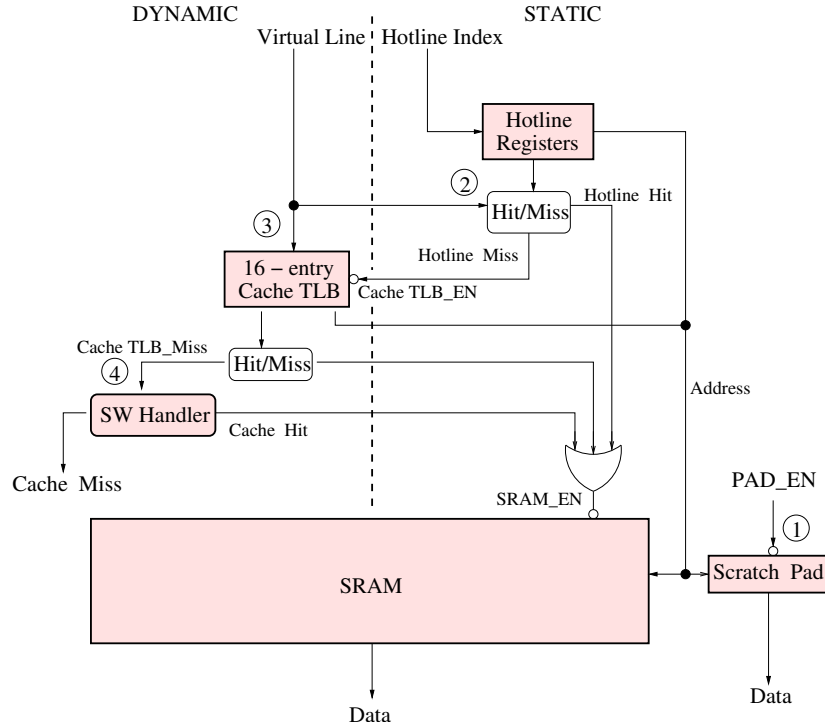 DYNAMIC
STATIC
Virtual Line
Hotline Index
Hotline
Registers
2
Hit/Miss
Hotline Hit
3
Hotline Miss
16 – entry
Cache TLB
Cache TLB_EN
Cache TLB_Miss
Hit/Miss
4
Address
SW Handler
Cache Hit
Cache Miss
PAD_EN
SRAM_EN
1
Scratch Pad
SRAM
Data
Data